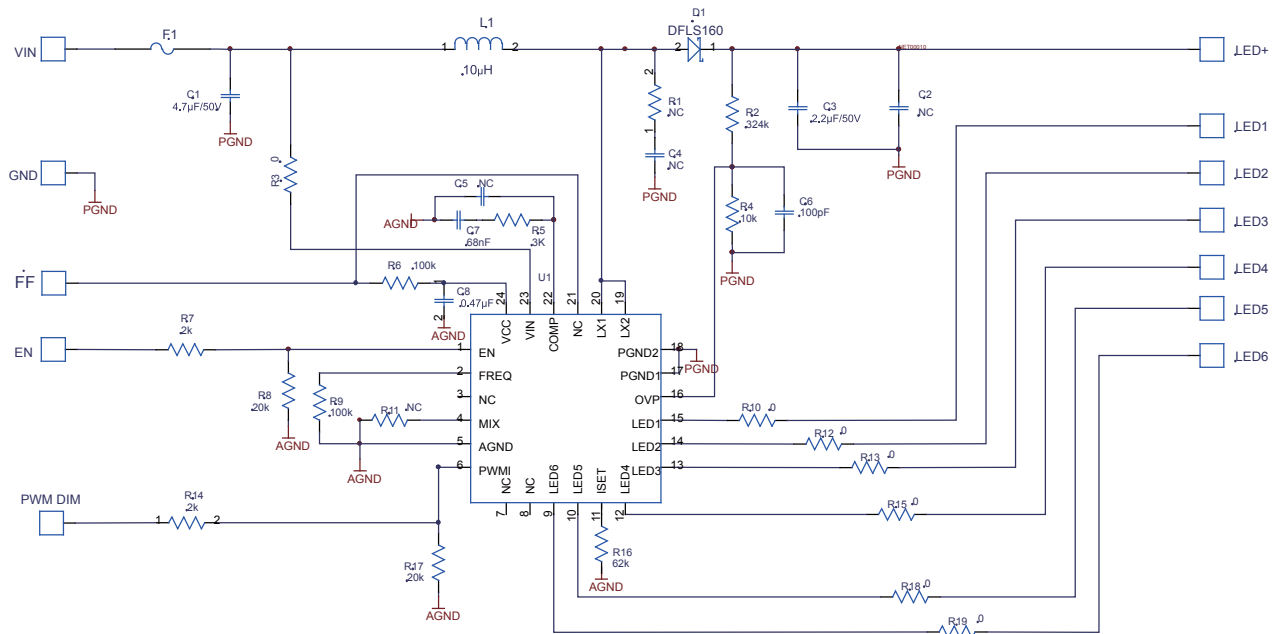 VIN
F1
L1
1
2
.10µH
D1
DFLS160
2
1
NET00010
.LED+
C1
4.7µF/50V
PGND
2
R1
NC
1
C4
NC
PGND
R2
.324k
C3
2.2µF/50V
C2
NC
PGND
.LED1
.LED2
.LED3
.LED4
.LED5
.LED6
GND
PGND
R3
0
C5
.NC
AGND
C7
.68nF
R5
.3K
R4
10k
C6
.100pF
PGND
FF
R6
.100k
C8
.0.47µF
2
AGND
U1
24
23
22
21
20
19
VCC
VIN
COMP
NC
LX1
LX2
EN
R7
.2k
R8
20k
AGND
R9
.100k
R11
.NC
AGND
1
EN
2
FREQ
3
NC
4
MIX
5
AGND
6
PWMI
PGND2
18
PGND
PGND1
17
OVP
16
LED1
15
LED2
14
LED3
13
R10
.0
R12
.0
R13
.0
NC
NC
LED6
LED5
ISET
LED4
7
8
9
10
11
12
PWM DIM
1
R14
.2k
2
R17
.20k
AGND
R16
62k
AGND
R15
.0
R18
.0
R19
.0